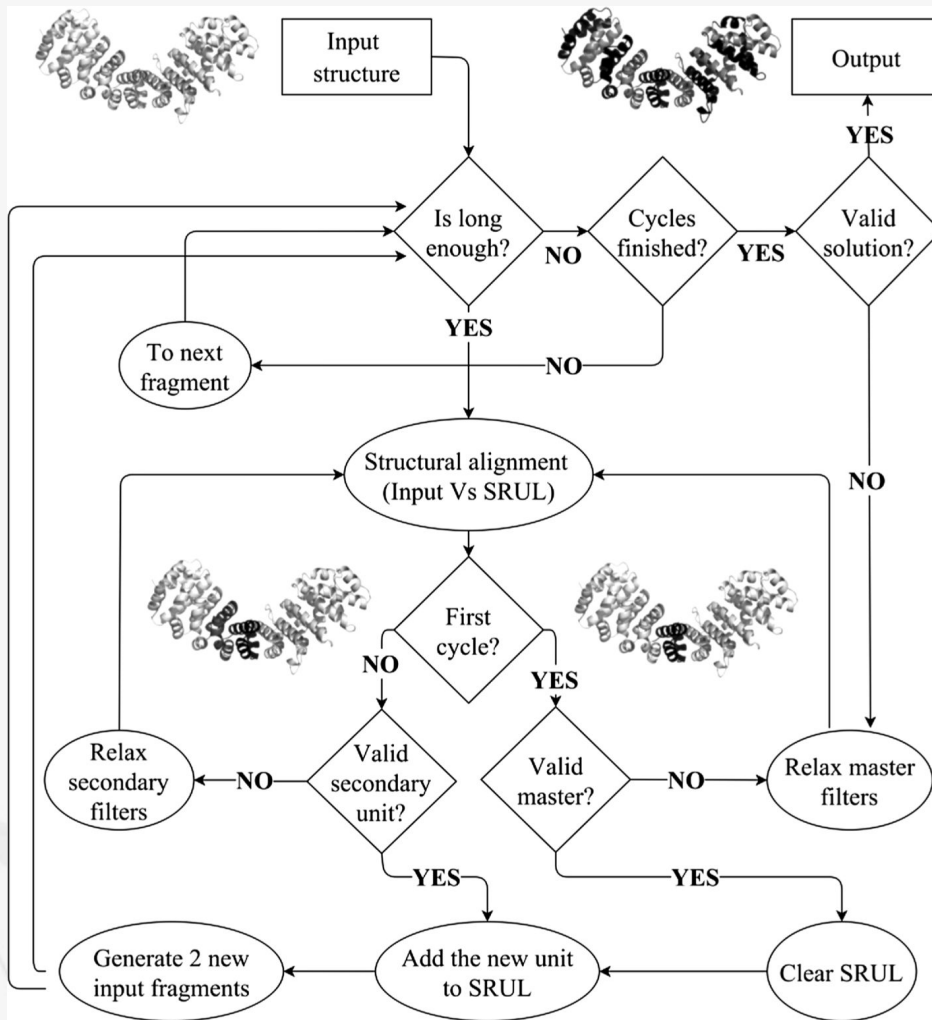 Input
structure
Output
YES
Is long
enough?
NO
Cycles
finished?
YES
Valid
solution?
YES
To next
fragment
NO
Structural alignment
(Input Vs SRUL)
NO
First
cycle?
NO
YES
Relax
secondary
filters
NO
Valid
secondary
unit?
Valid
master?
NO
Relax master
filters
YES
YES
Generate 2 new
input fragments
Add the new unit
to SRUL
Clear SRUL